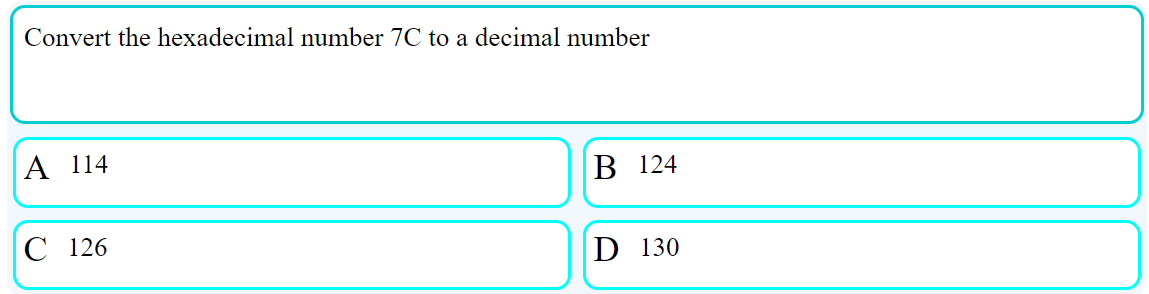 Convert the hexadecimal number 7C to a decimal number
A 114
B 124
C 126
D 130